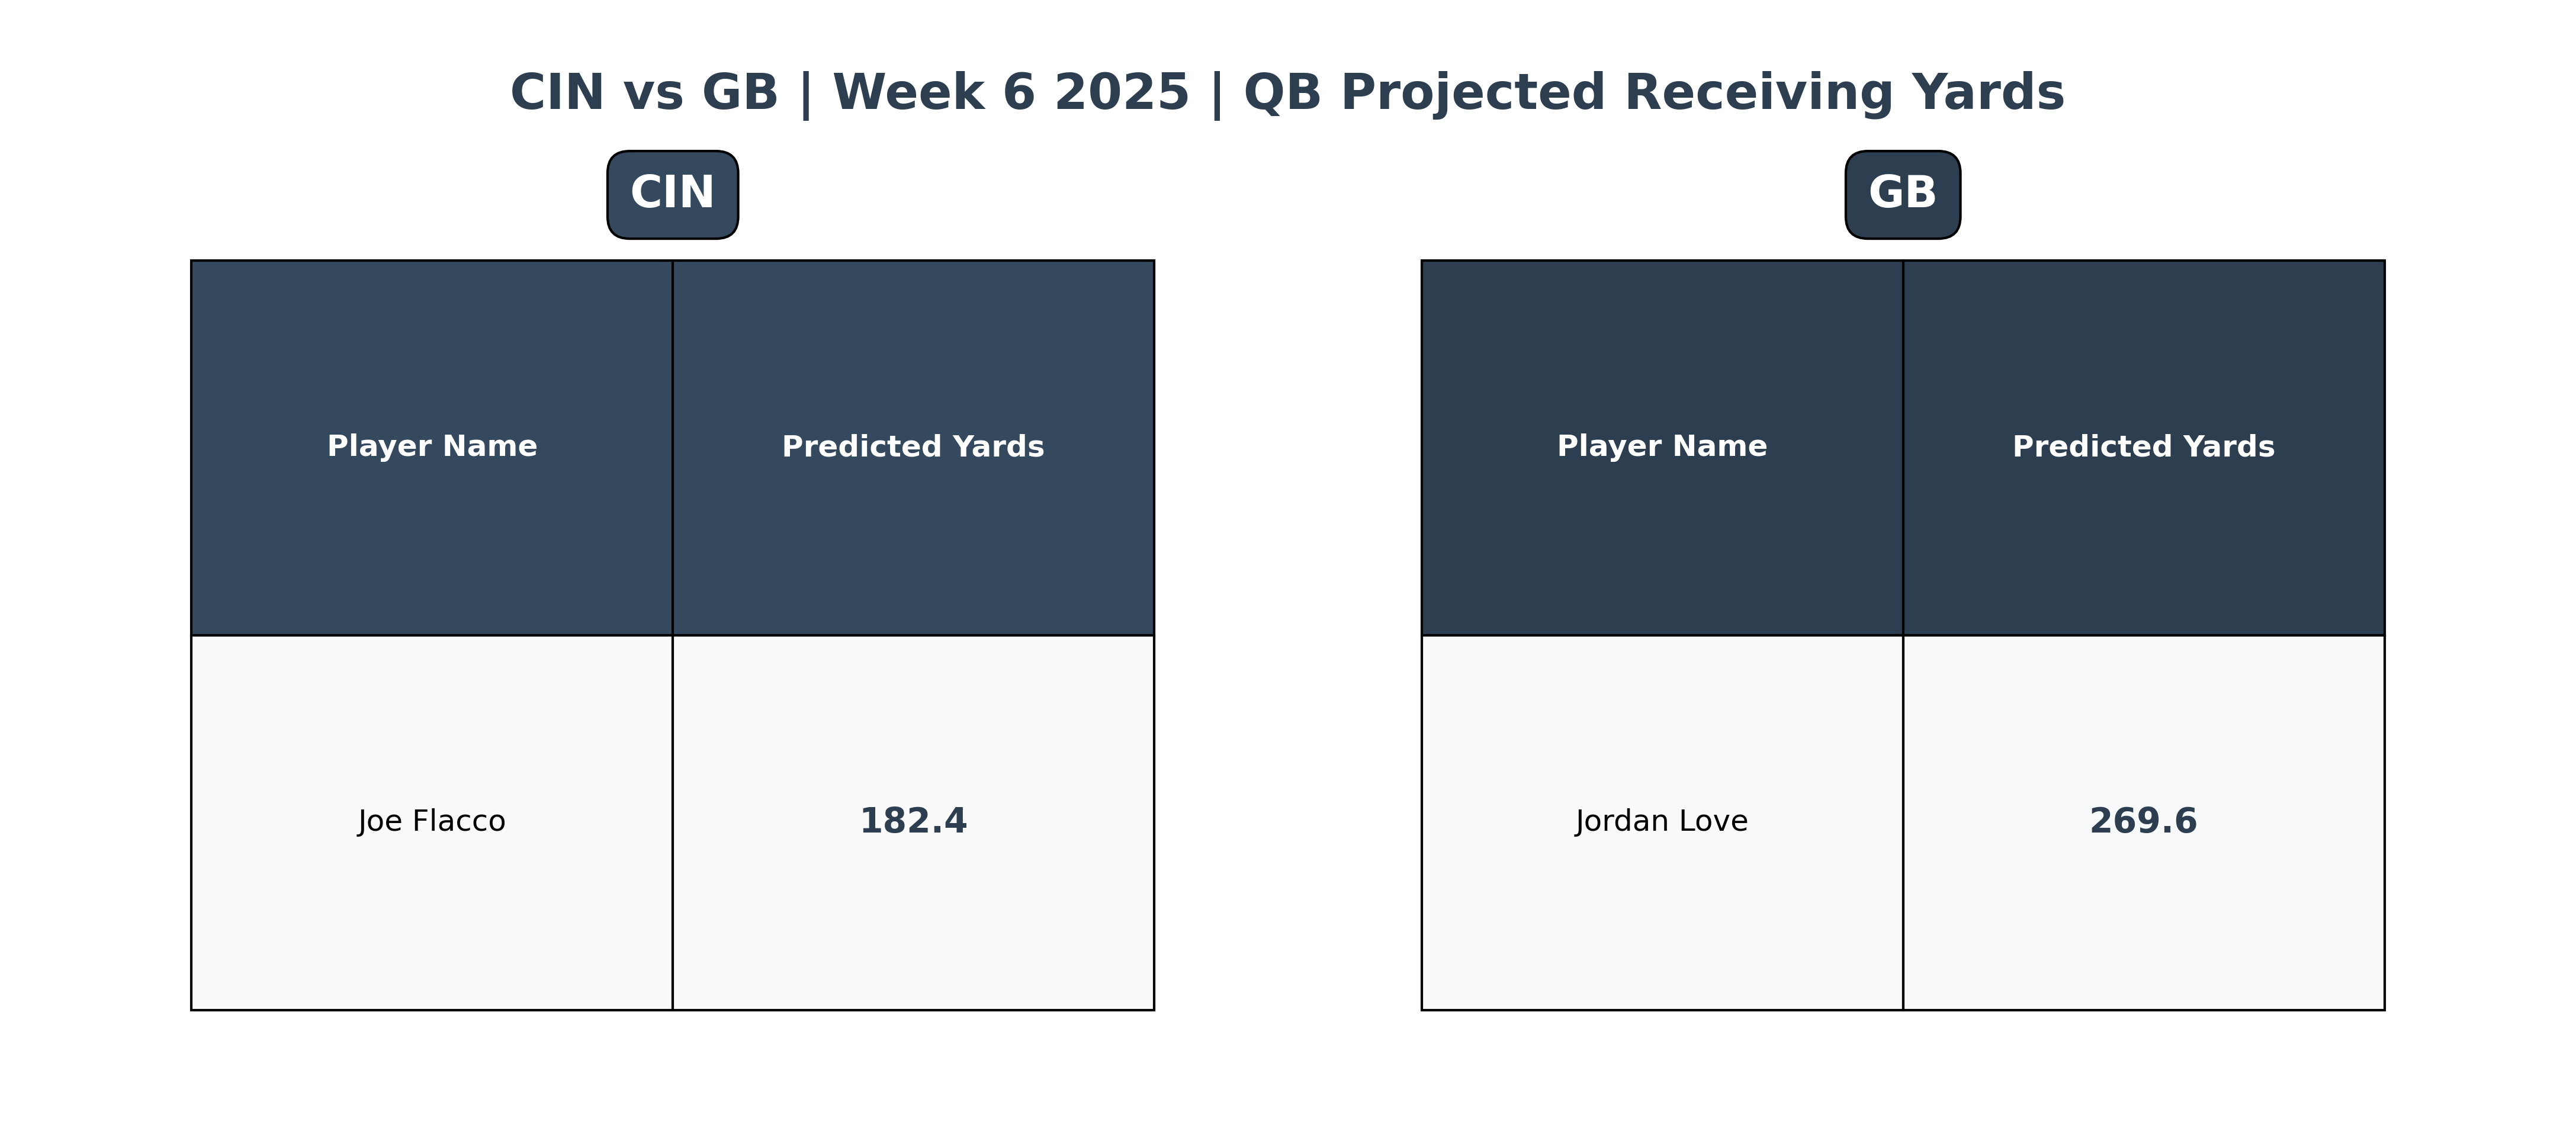 CIN vs GB | Week 6 2025 | QB Projected Receiving Yards
CIN
Player Name Predicted Yards
Joe Flacco 182.4
GB
Player Name Predicted Yards
Jordan Love 269.6